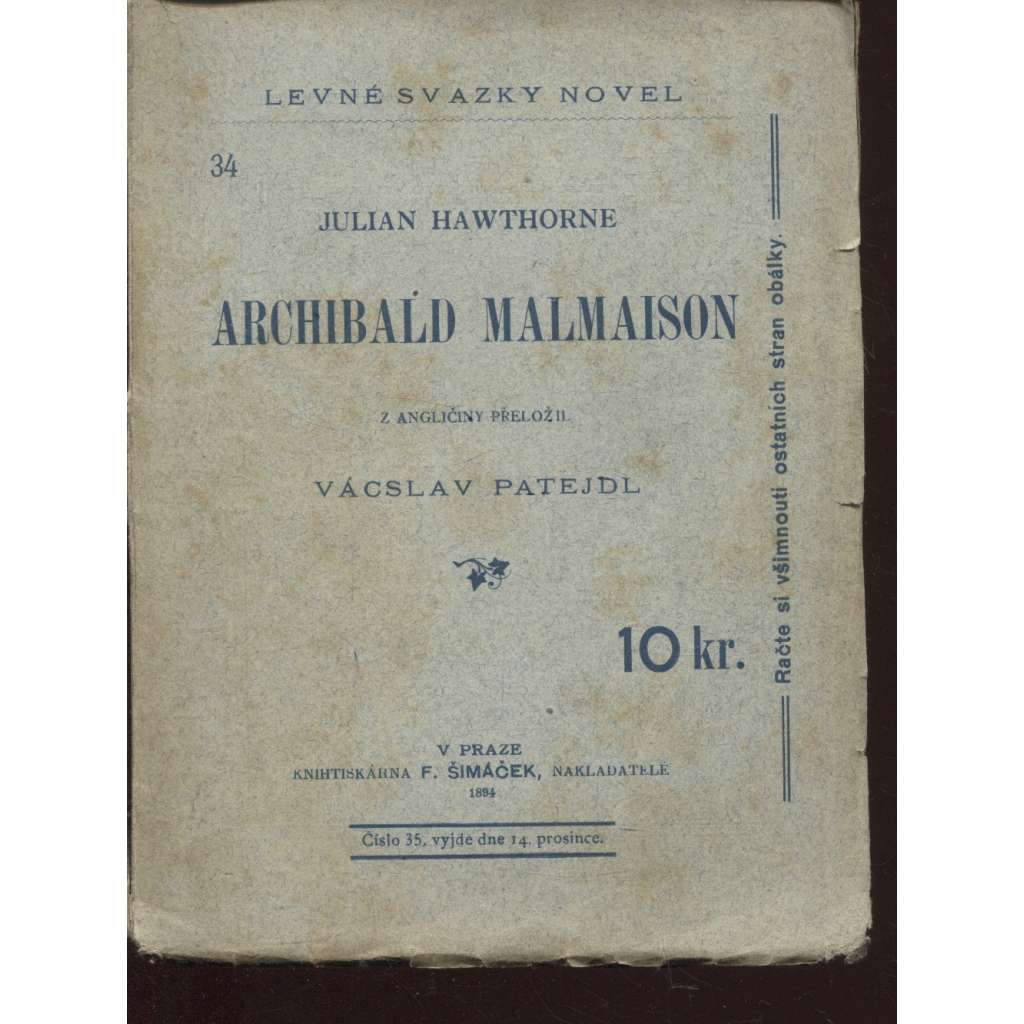 LEVNÉ SVAZKY NOVEL
34
JULIAN HAWTHORNE
ARCHIBALD MALMAISON
Z ANGLIČINY PŘELOŽIL
VÁCSLAV PATEJDL
10 kr.
V PRAZE
KNIHTISKÁRNA F. ŠIMÁČEK, NAKLADATELÉ
1894
Číslo 35. vyjde dne 14. prosince.
Račte si všimnouti ostatních stran obálky.